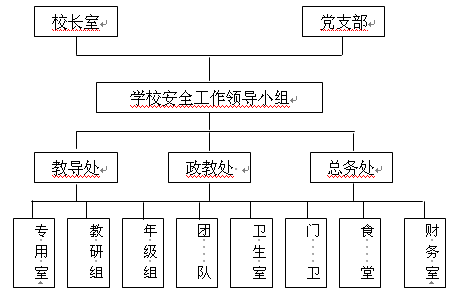 校长室 党支部
学校安全工作领导小组
教导处 政教处 总务处
专用室 教研组 年级组 团队 卫生室 门卫 食堂 财务室